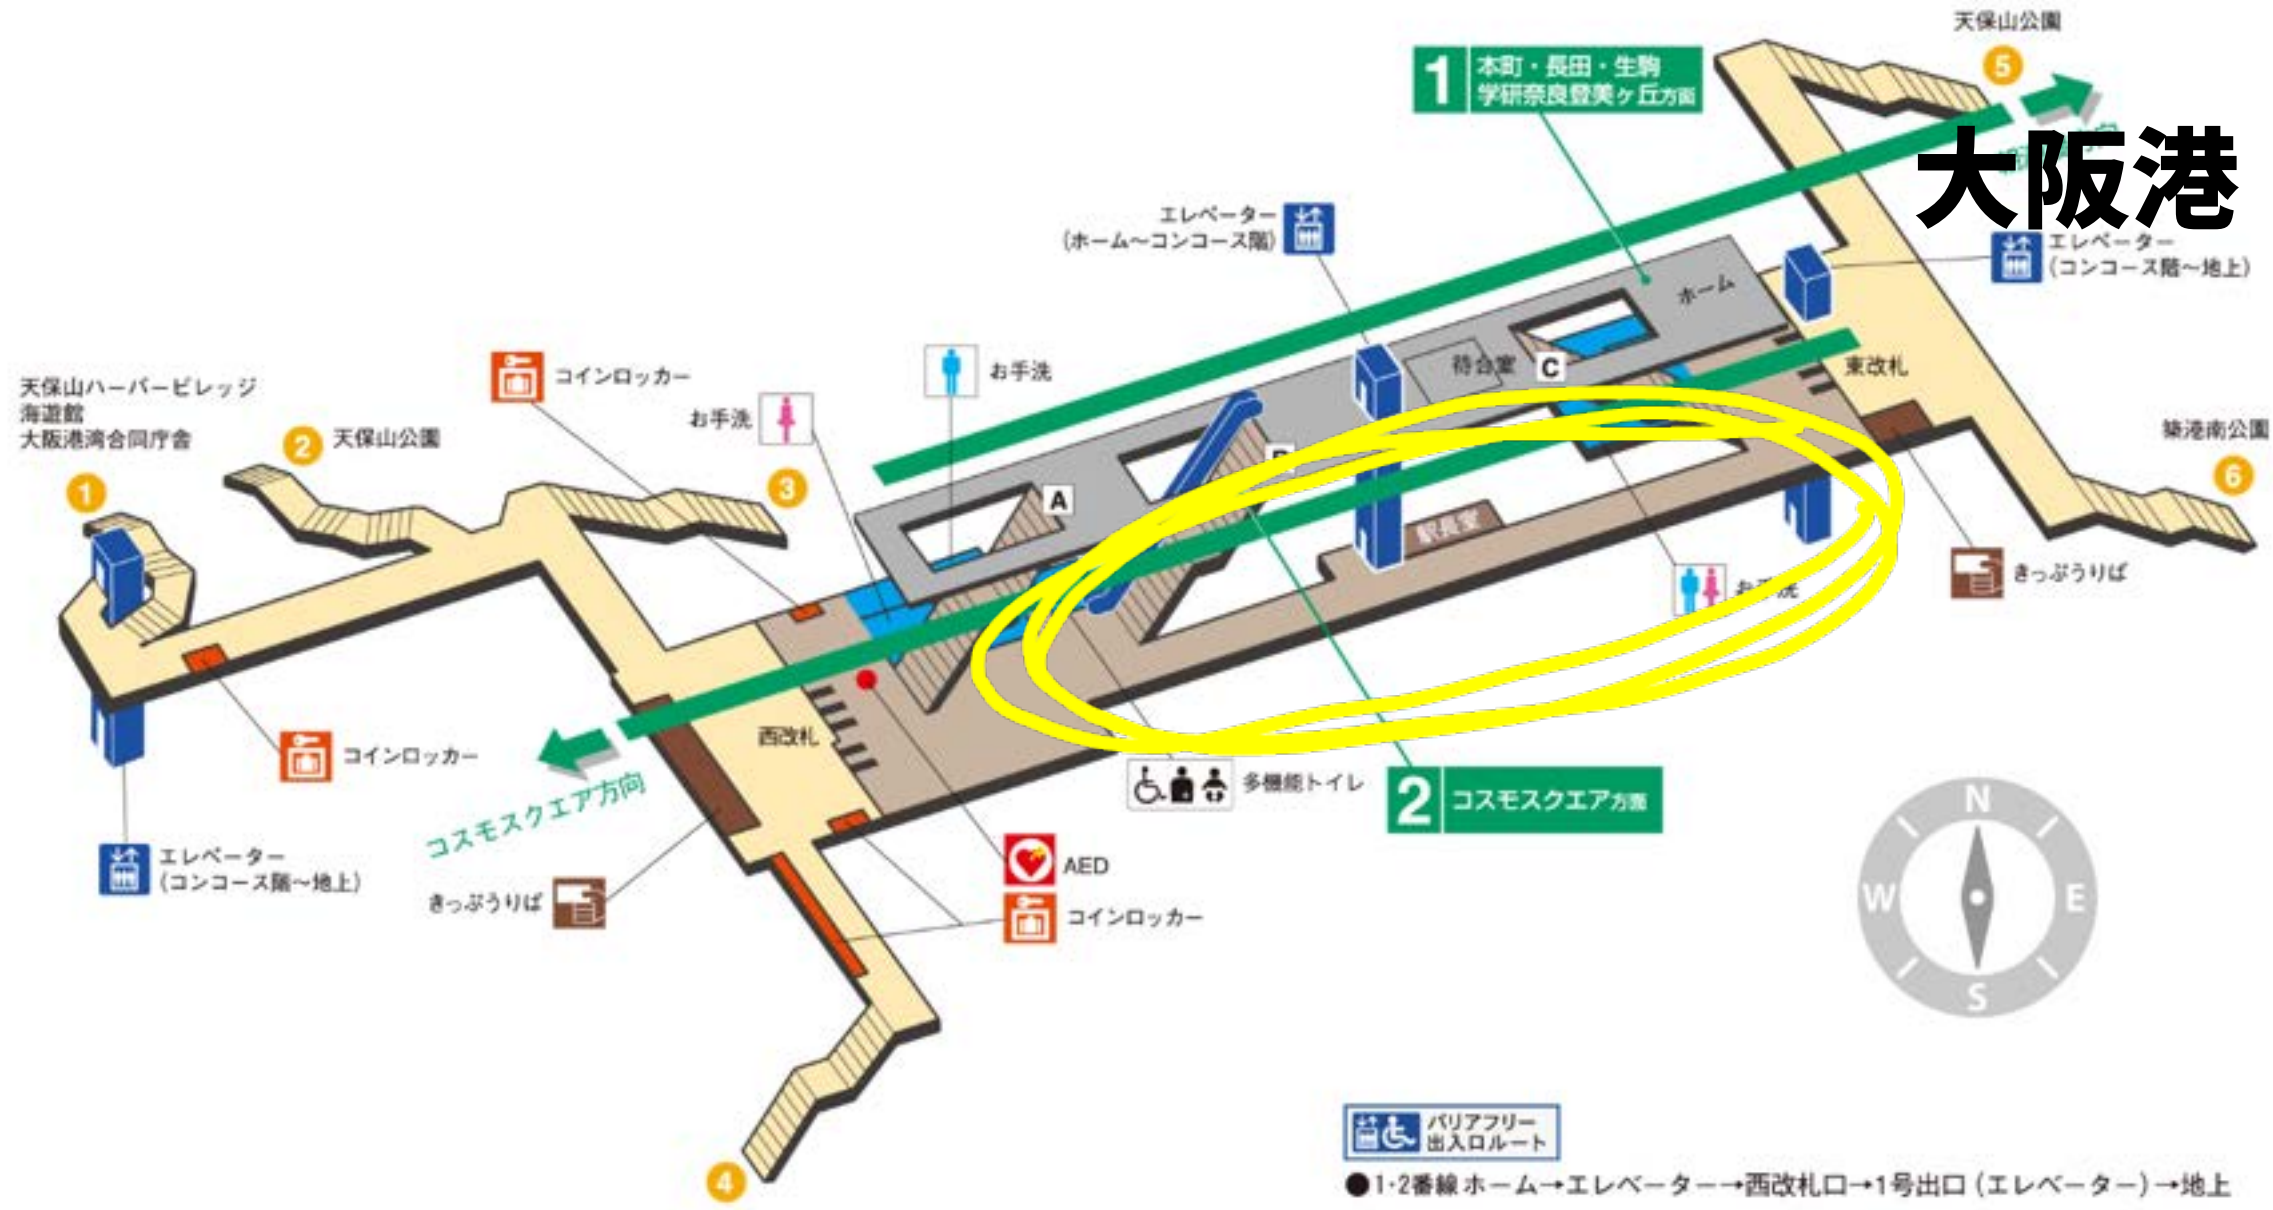 天保山公園
5
1
本町・長田・生駒
学研奈良登美ヶ丘方面
大阪港
エレベーター
(ホーム〜コンコース階)
エレベーター
(コンコース階〜地上)
ホーム
コインロッカー
お手洗
お手洗
待合室
C
東改札
天保山ハーバービレッジ
海遊館
大阪港湾合同庁舎
1
2
天保山公園
3
A
築港南公園
6
駅長室
きっぷうりば
お手洗
西改札
コインロッカー
コスモスクエア方向
多機能トイレ
2
コスモスクエア方面
エレベーター
(コンコース階〜地上)
きっぷうりば
AED
コインロッカー
N
W
E
S
4
バリアフリー
出入口ルート
●1・2番線 ホーム→エレベーター→西改札口→1号出口 (エレベーター) →地上